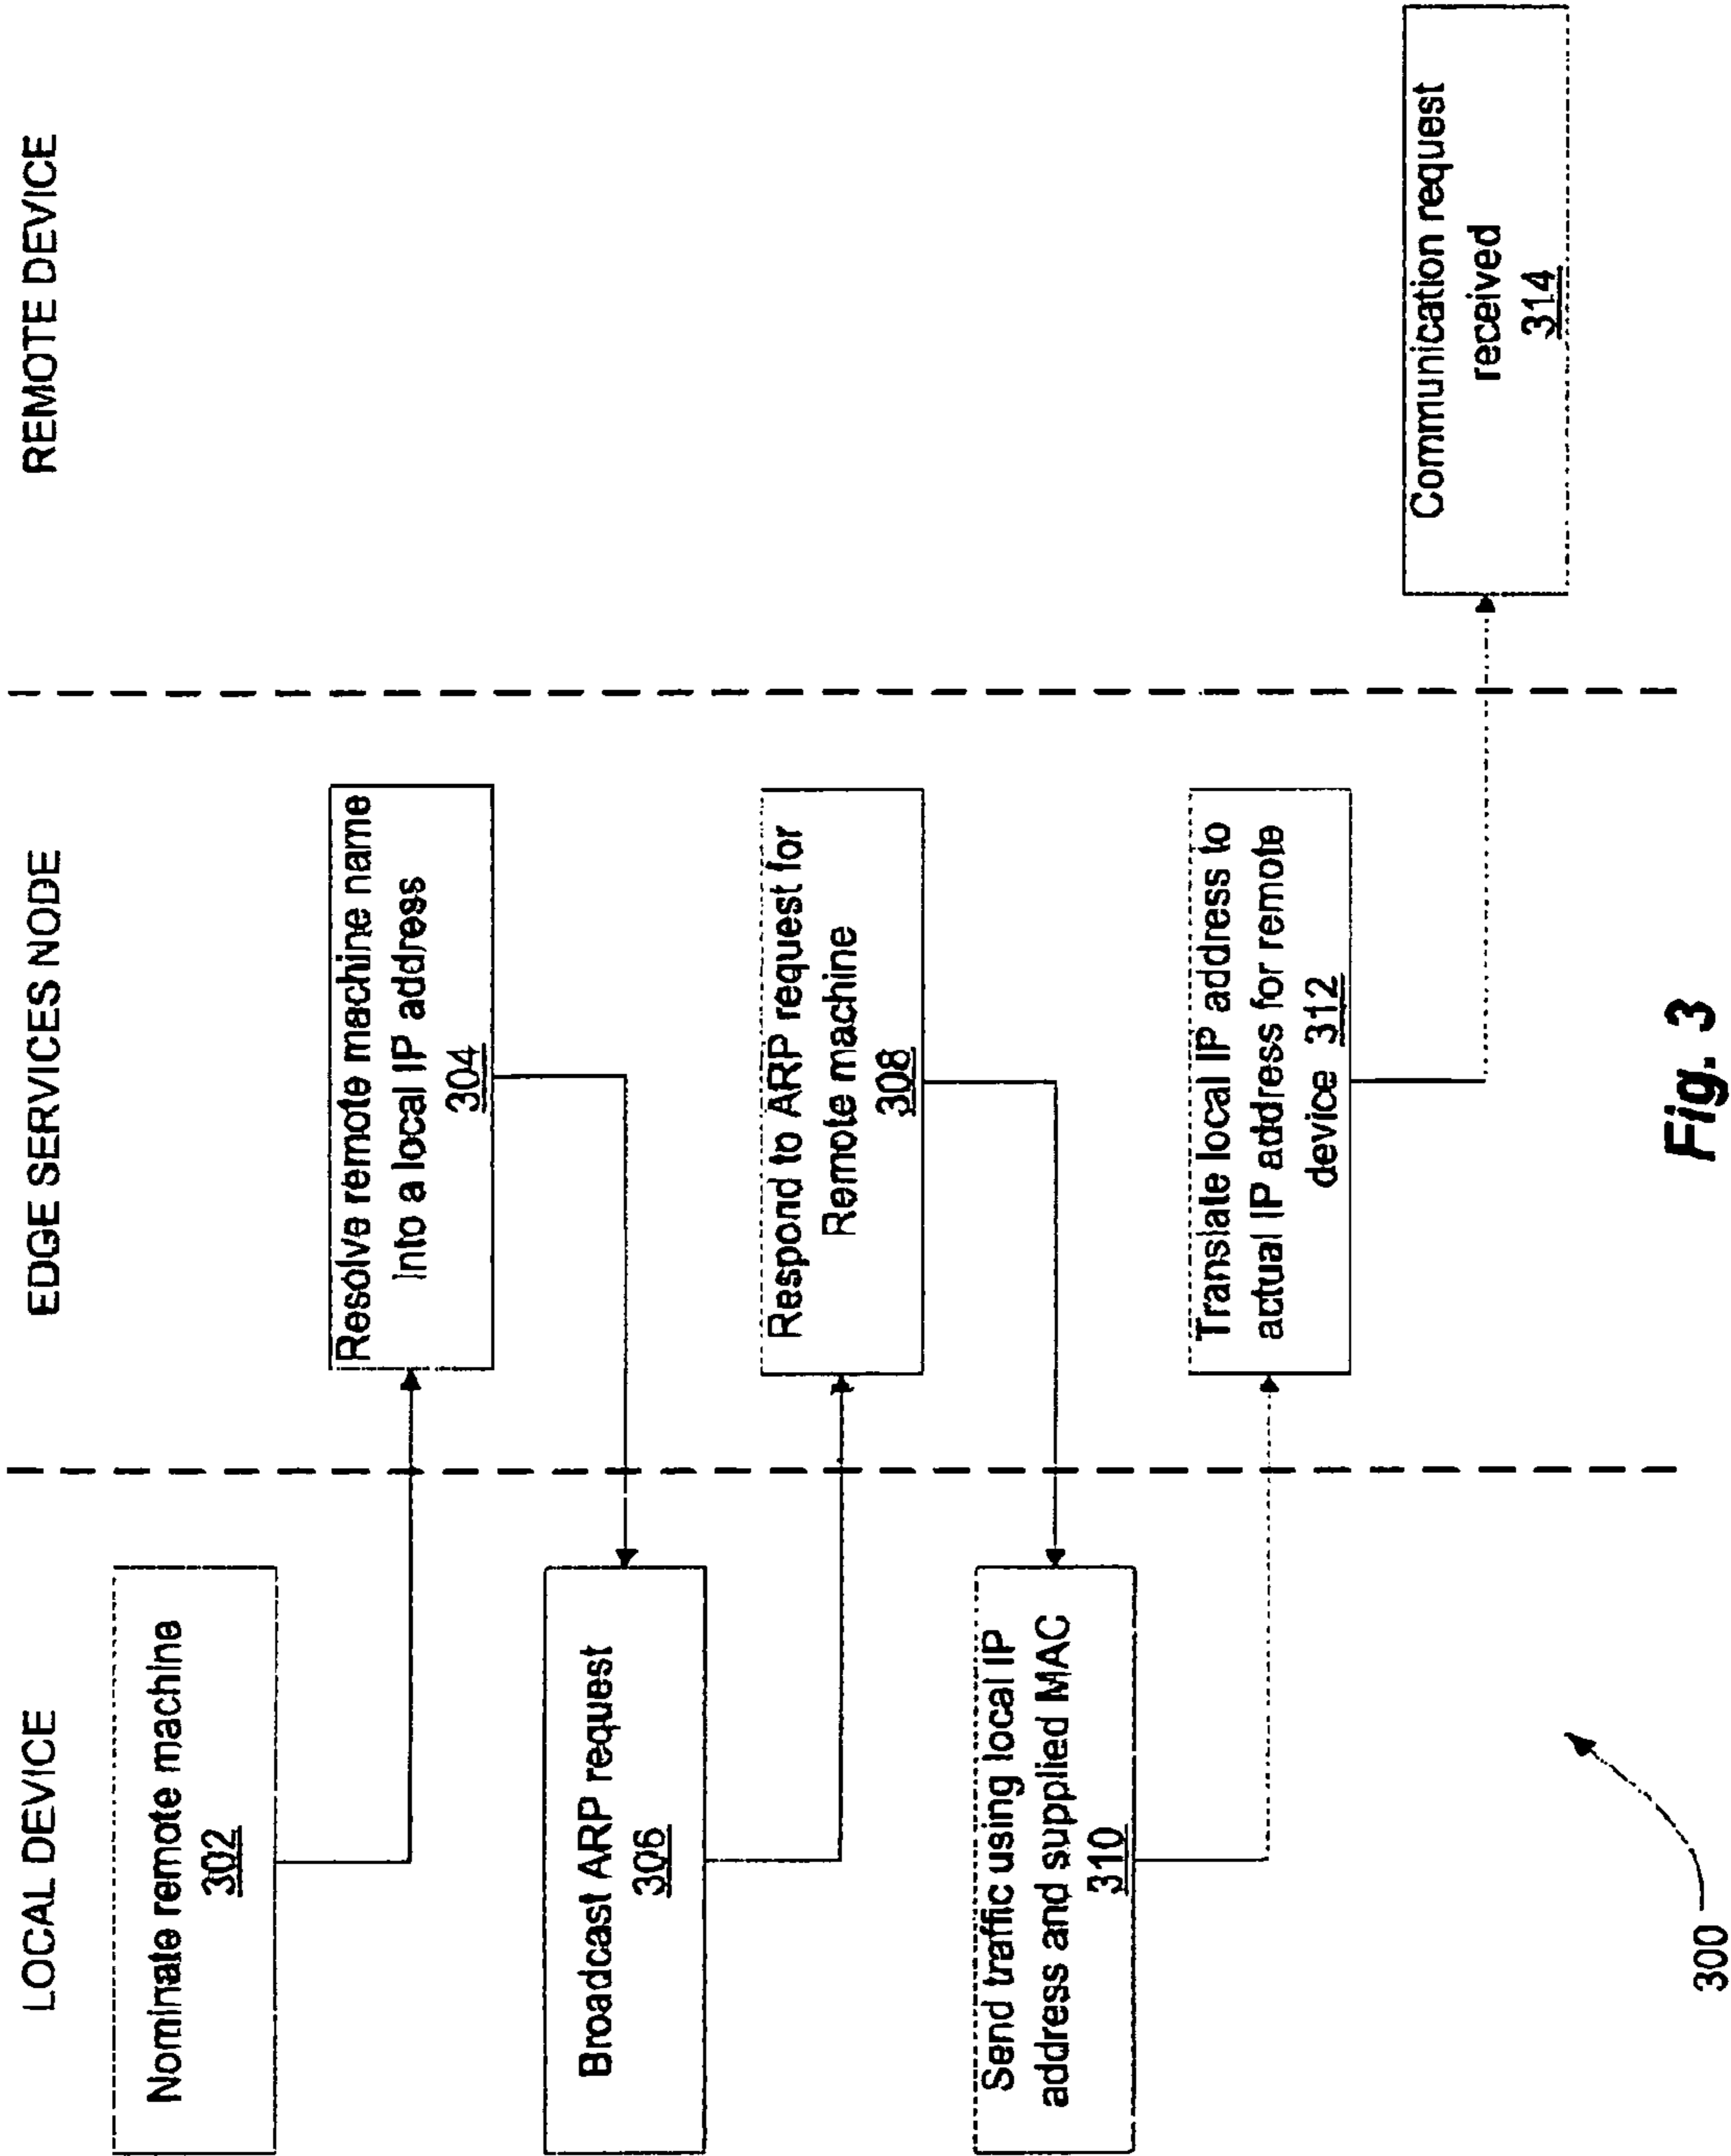 LOCAL DEVICE
EDGE SERVICES NODE
REMOTE DEVICE
Nominate remote machine
302
Resolve remote machine name
Into a local IP address
304
Broadcast ARP request
306
Respond to ARP request for
Remote machine
308
Send traffic using local IP
address and supplied MAC
310
Translate local IP address to
actual IP address for remote
device 312
Communication request
received
314
300
Fig. 3